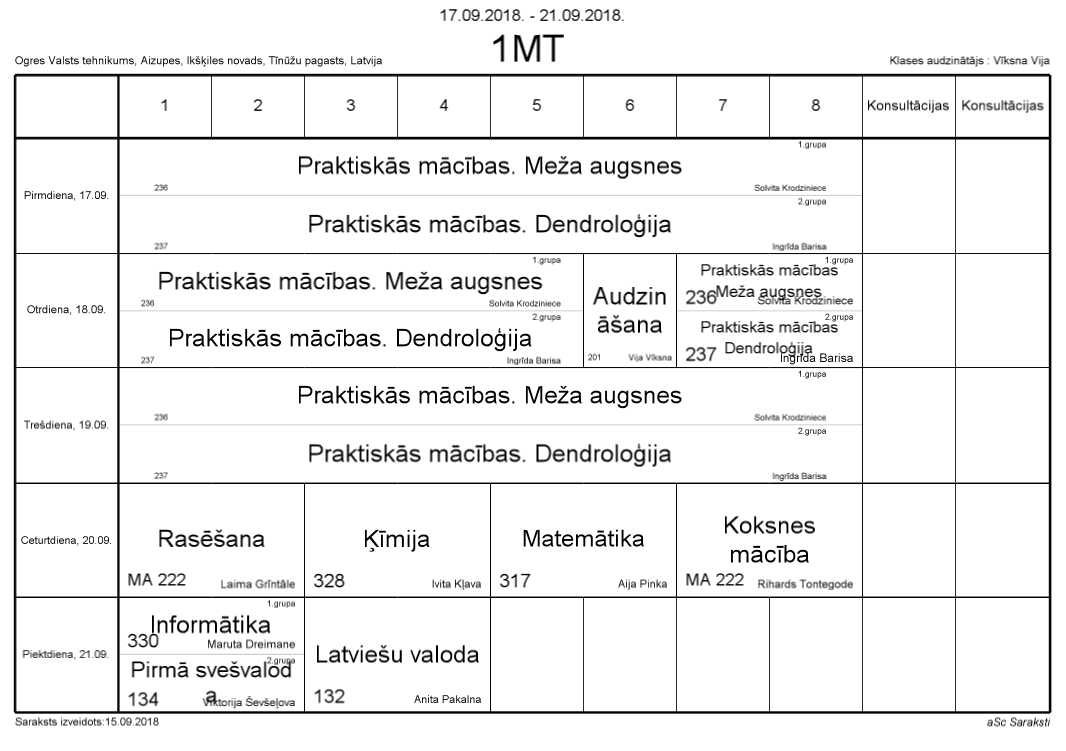 17.09.2018. - 21.09.2018.
1MT
Ogres Valsts tehnikums, Aizupes, Ikšķiles novads, Tīnūžu pagasts, Latvija
Klases audzinātājs : Vīksna Vija
1 2 3 4 5 6 7 8 Konsultācijas Konsultācijas
Pirmdiena, 17.09.
1.grupa
Praktiskās mācības. Meža augsnes
236 Solvita Krodziniece
2.grupa
Praktiskās mācības. Dendroloģija
237 Ingrīda Barisa
Otrdiena, 18.09.
1.grupa
Praktiskās mācības. Meža augsnes
236 Solvita Krodziniece
2.grupa
Praktiskās mācības. Dendroloģija
237 Ingrīda Barisa
Audzin
āšana
201 Vija Vīksna
1.grupa
Praktiskās mācības
Meža augsnes
236 Solvita Krodziniece
2.grupa
Praktiskās mācības
Dendroloģija
237 Ingrīda Barisa
Trešdiena, 19.09.
1.grupa
Praktiskās mācības. Meža augsnes
236 Solvita Krodziniece
2.grupa
Praktiskās mācības. Dendroloģija
237 Ingrīda Barisa
Ceturtdiena, 20.09.
Rasēšana
MA 222 Laima Grīntāle
Ķīmija
328 Ivita Kļava
Matemātika
317 Aija Pinka
Koksnes
mācība
MA 222 Rihards Tontegode
Piektdiena, 21.09.
1.grupa
Informātika
330 Maruta Dreimane
2.grupa
Pirmā svešvalod
a
134 Viktorija Ševšeļova
Latviešu valoda
132 Anita Pakalna
Saraksts izveidots:15.09.2018
aSc Saraksti